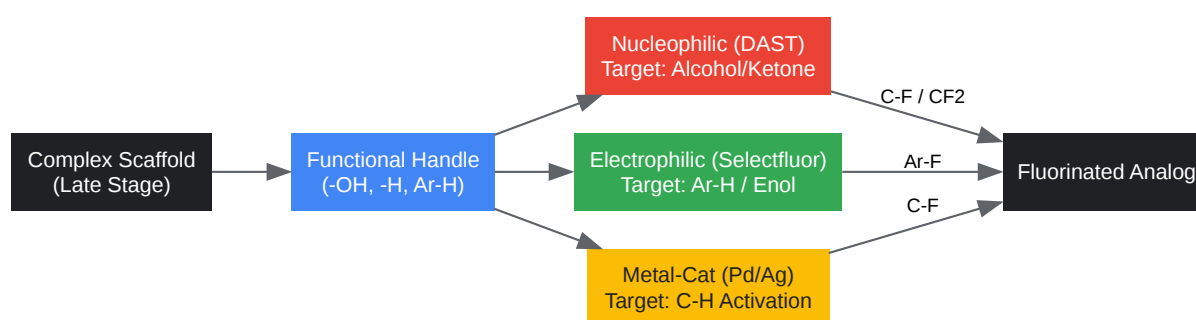 Complex Scaffold
(Late Stage)
Functional Handle
(-OH, -H, Ar-H)
Nucleophilic (DAST)
Target: Alcohol/Ketone
Electrophilic (Selectfluor)
Target: Ar-H / Enol
Metal-Cat (Pd/Ag)
Target: C-H Activation
C-F / CF2
Ar-F
C-F
Fluorinated Analog